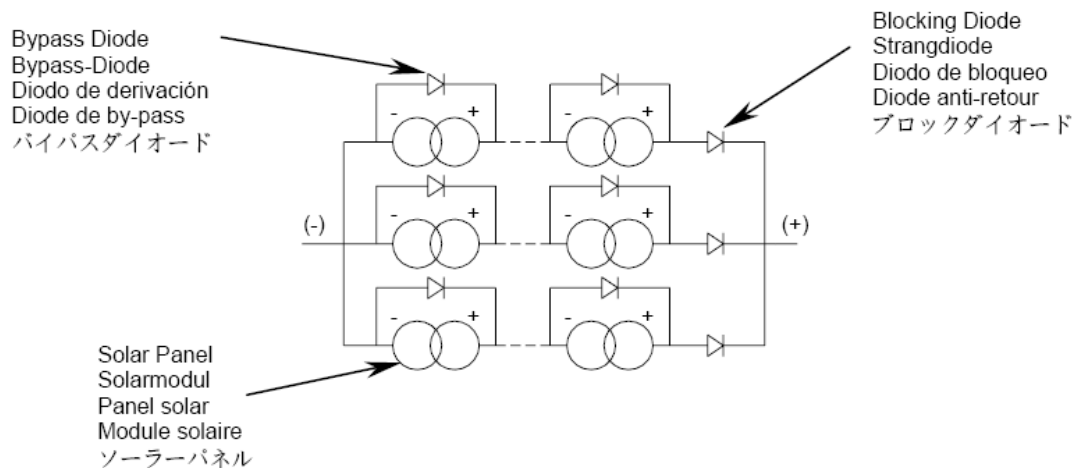 Bypass Diode
Bypass-Diode
Diodo de derivación
Diode de by-pass
バイパスダイオード
Blocking Diode
Strangdiode
Diodo de bloqueo
Diode anti-retour
ブロックダイオード
- + - +
(-) - + - + (+)
- + - +
Solar Panel
Solarmodul
Panel solar
Module solaire
ソーラーパネル